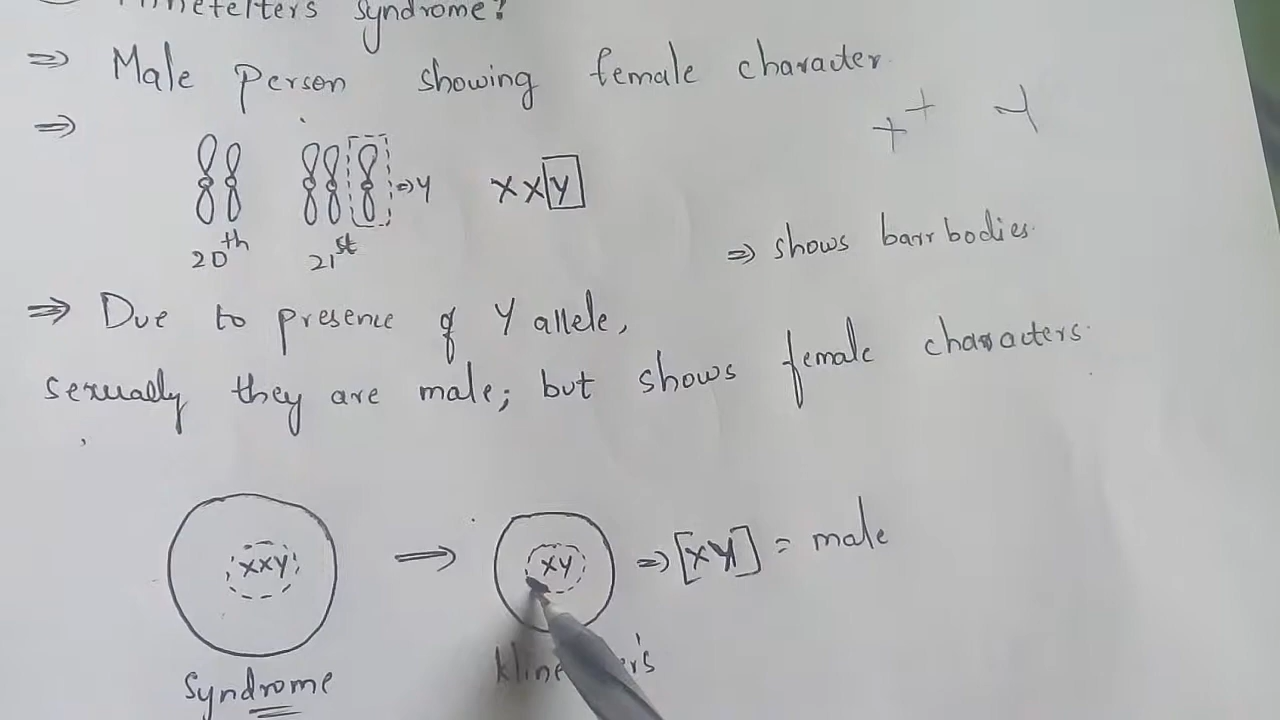 syndrome?
⇒ Male Person showing female character
⇒
⇒ Y X X Y
+ + Y
20th 21st
⇒ shows barr bodies.
⇒ Due to presence of Y allele,
sexually they are male; but shows female characters.
XXY ⇒ XY ⇒ [XY] = male
Syndrome